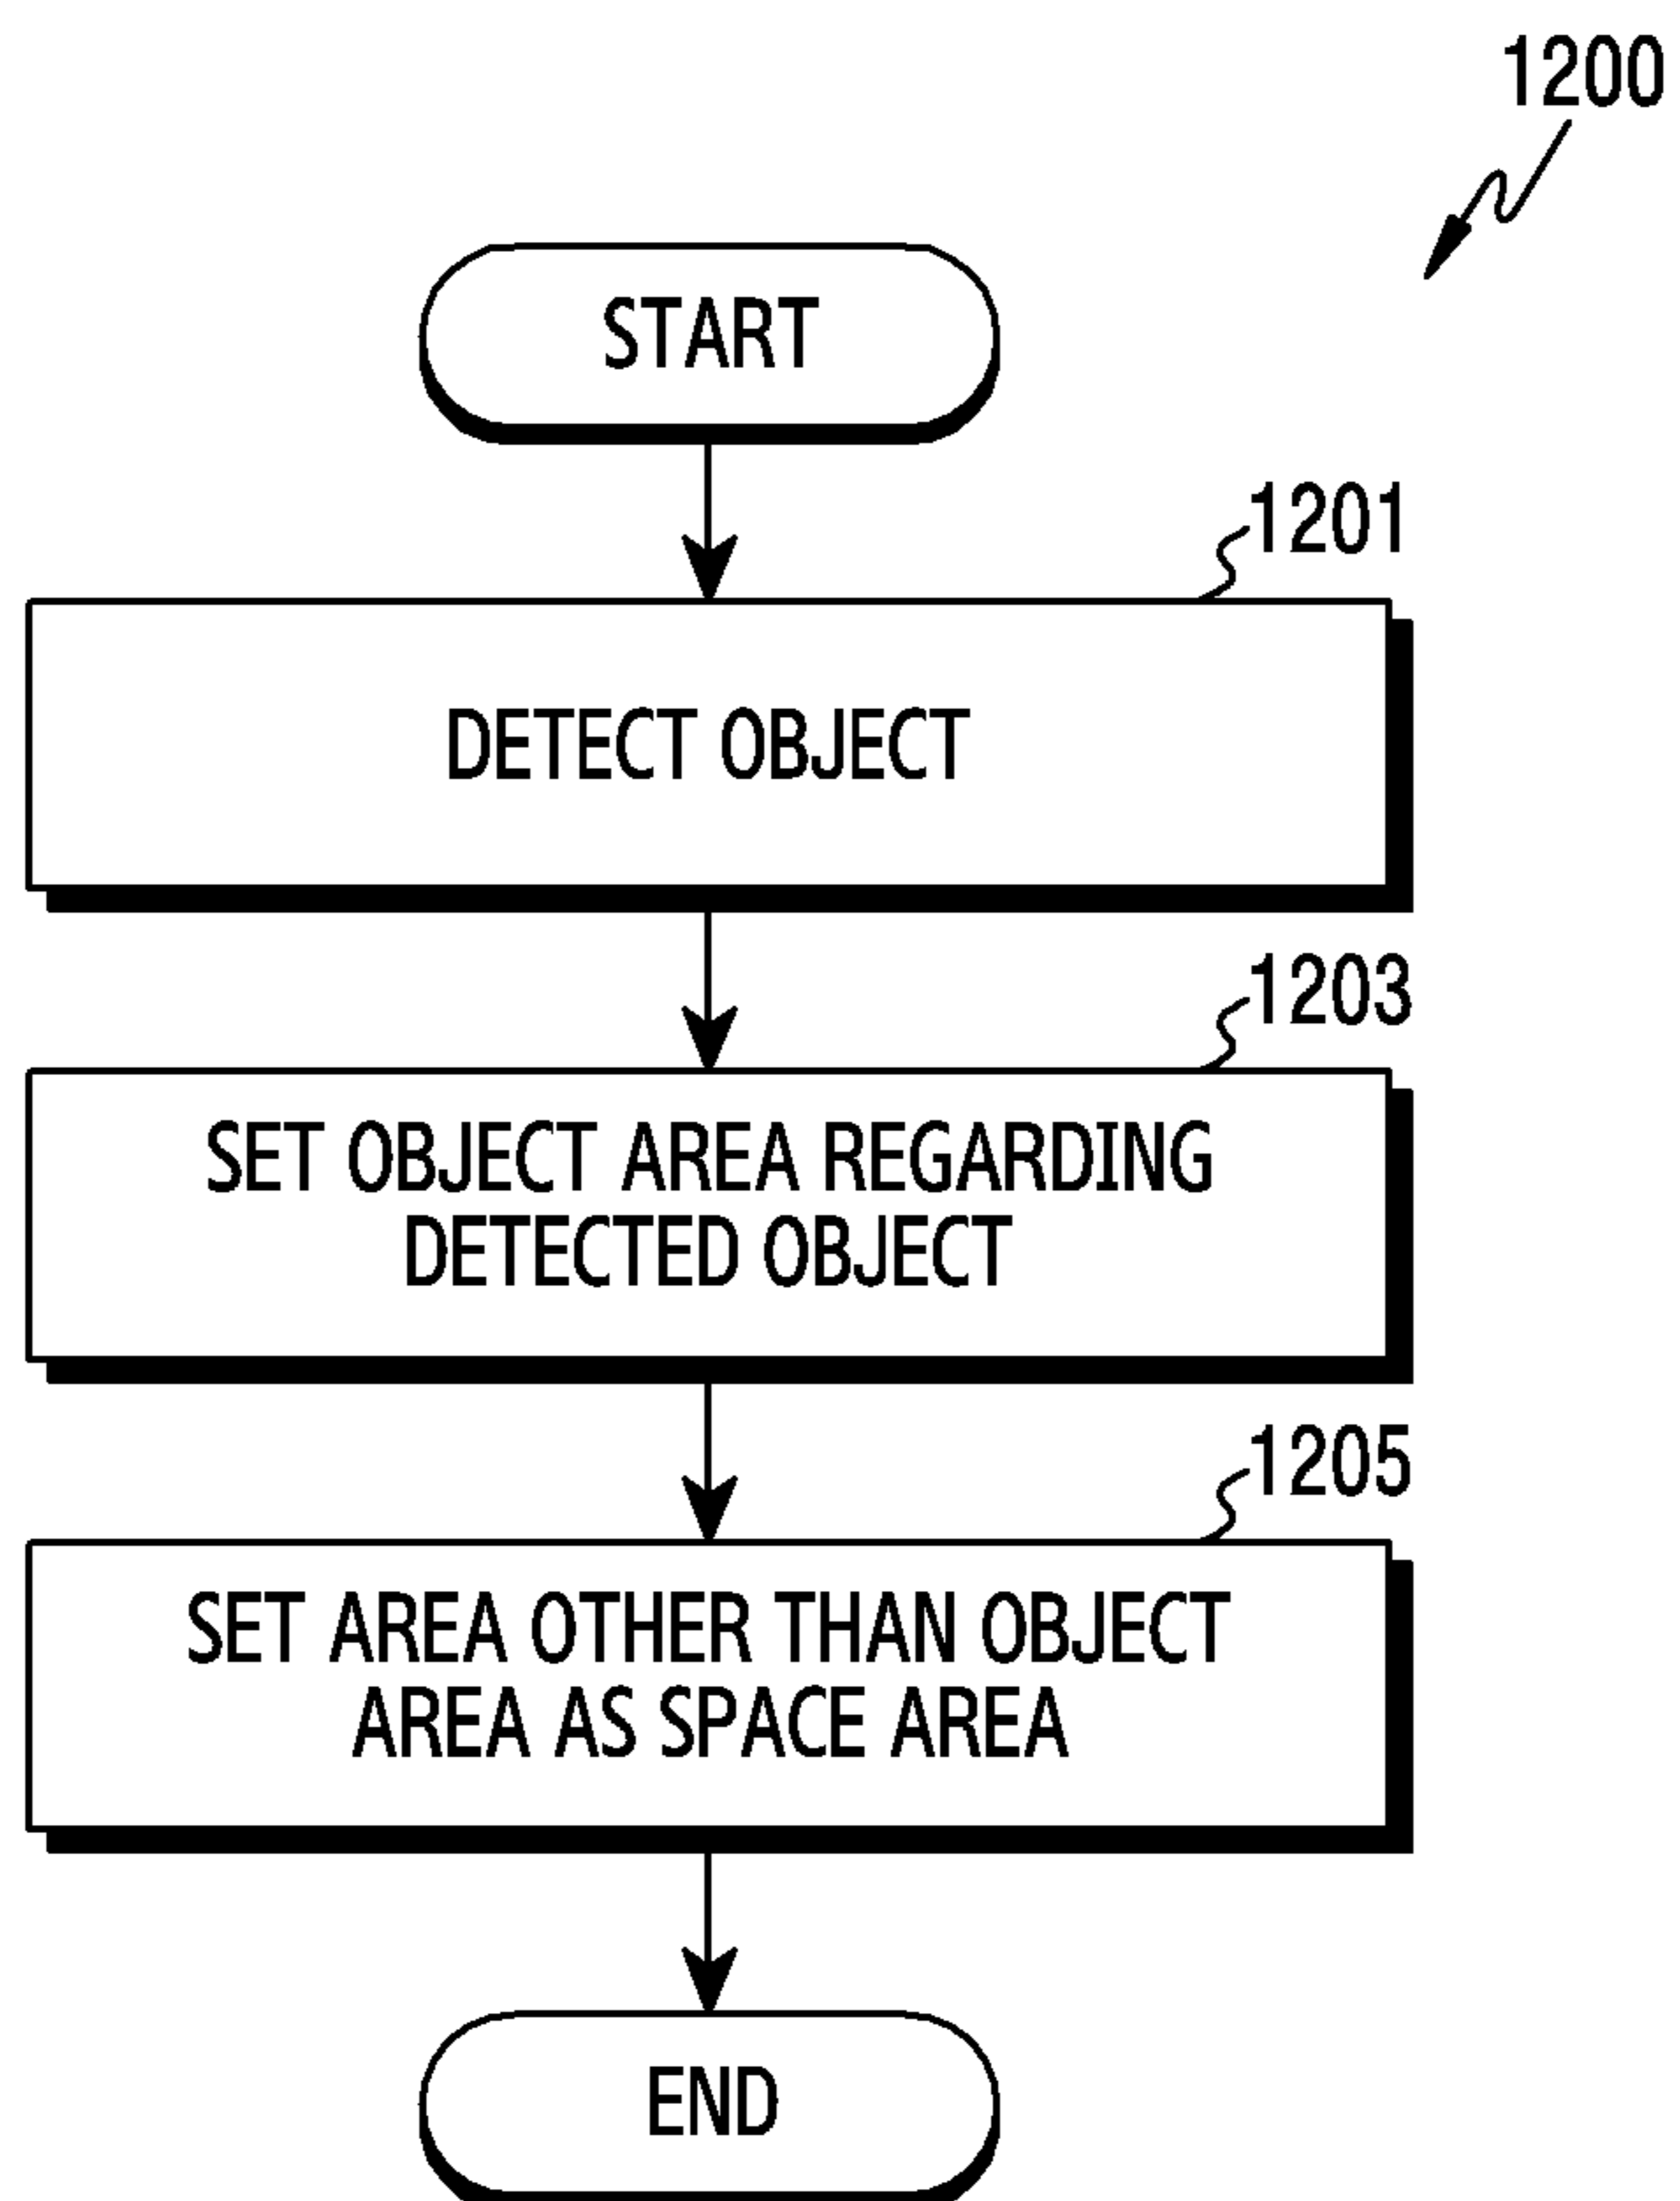 1200
START
1201
DETECT OBJECT
1203
SET OBJECT AREA REGARDING
DETECTED OBJECT
1205
SET AREA OTHER THAN OBJECT
AREA AS SPACE AREA
END